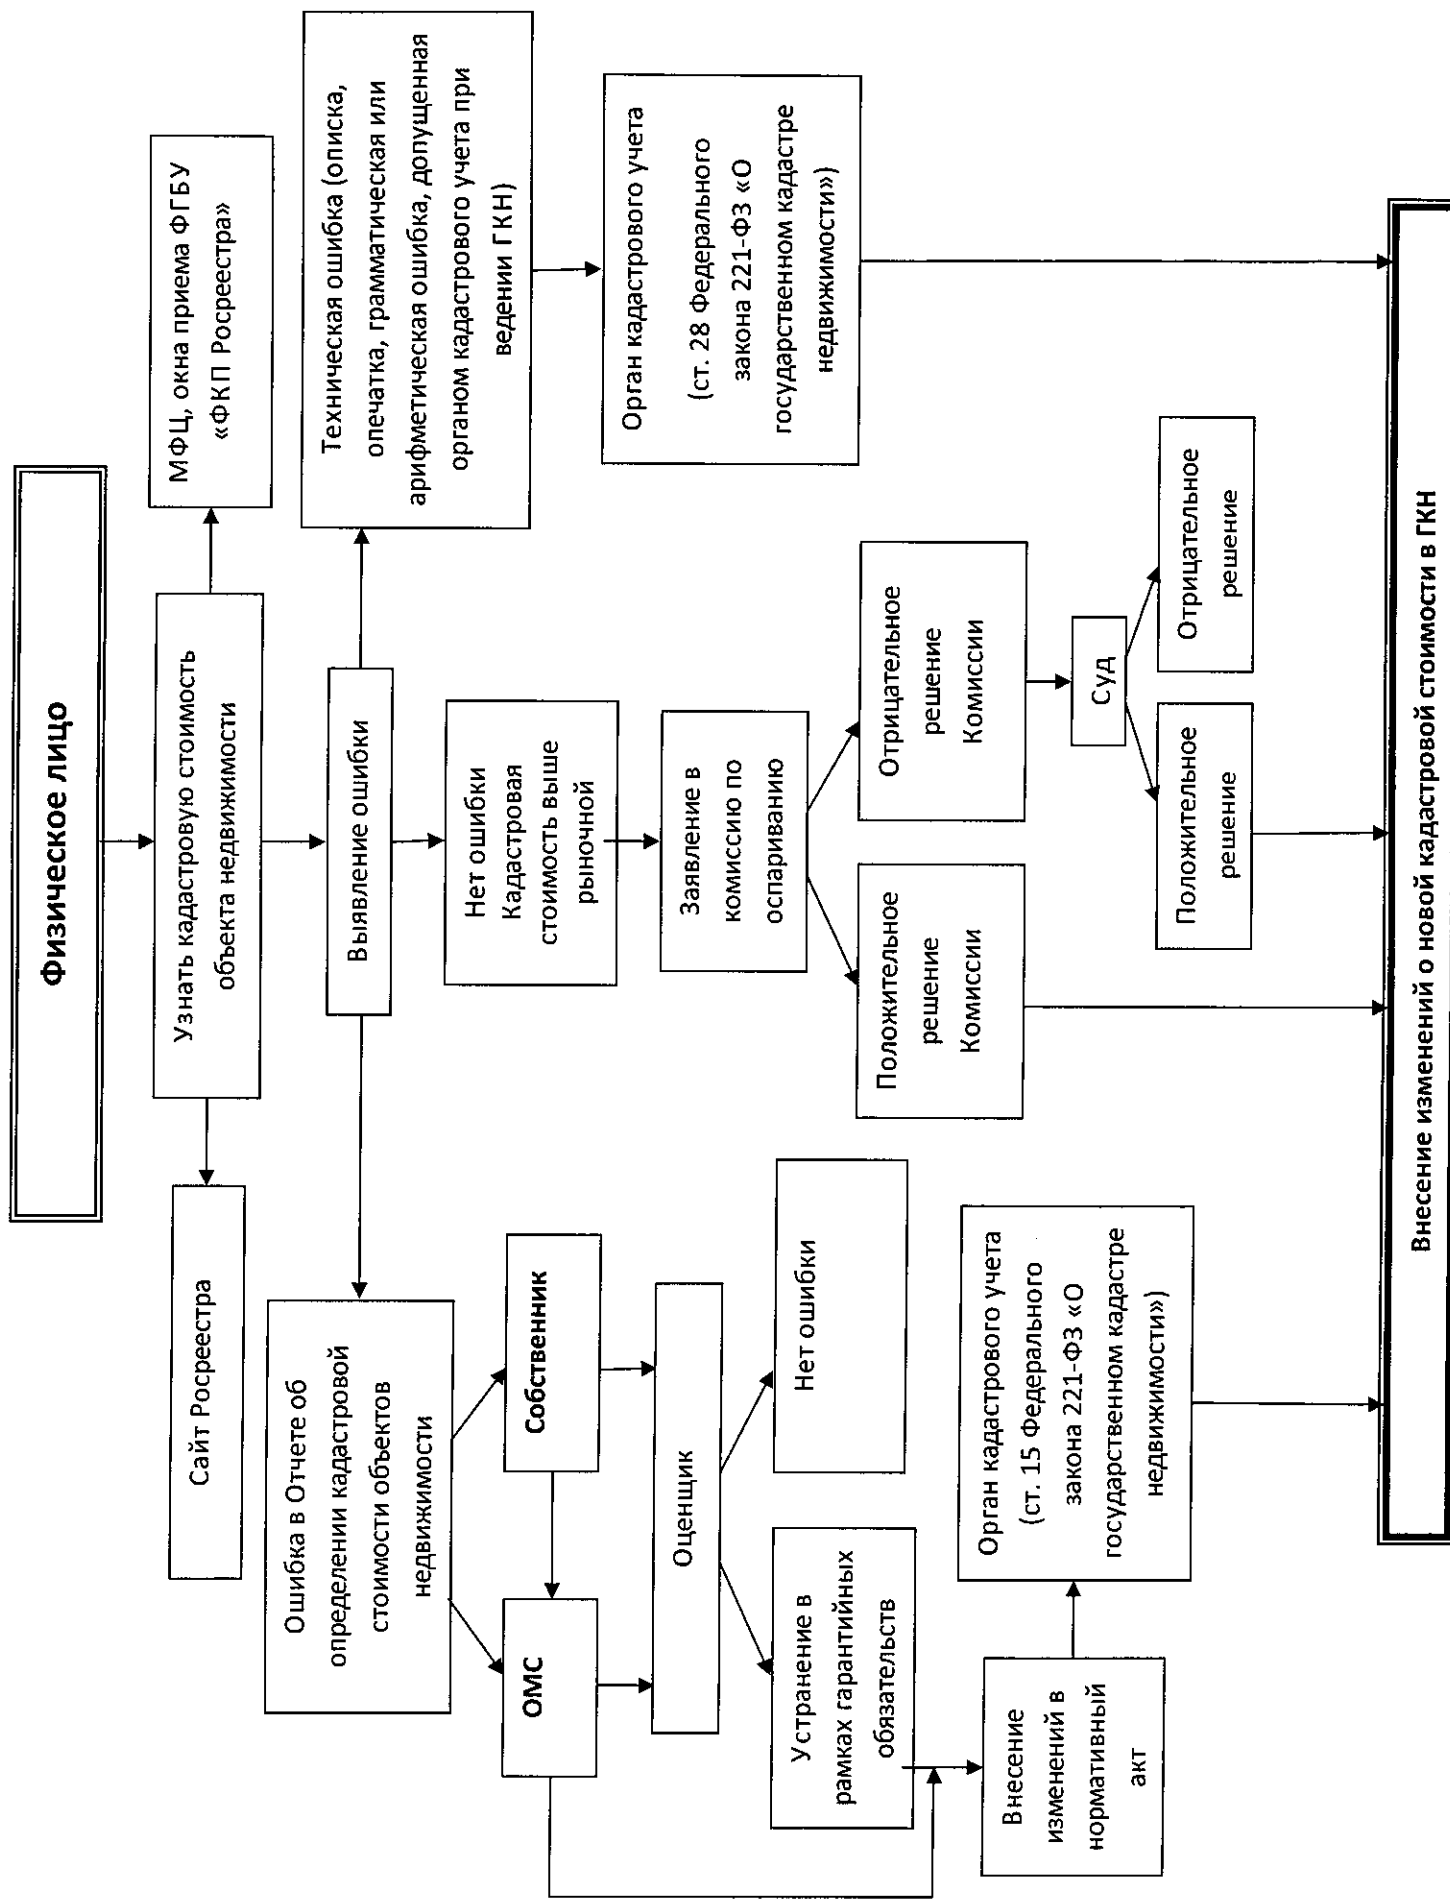 Физическое лицо
Сайт Росреестра
Узнать кадастровую стоимость
объекта недвижимости
МФЦ, окна приема ФГБУ
«ФКП Росреестра»
Ошибка в Отчете об
определении кадастровой
стоимости объектов
недвижимости
Выявление ошибки
Техническая ошибка (описка,
опечатка, грамматическая или
арифметическая ошибка, допущенная
органом кадастрового учета при
ведении ГКН)
ОМС
Собственник
Нет ошибки
Кадастровая
стоимость выше
рыночной
Орган кадастрового учета
(ст. 28 Федерального
закона 221-ФЗ «О
государственном кадастре
недвижимости»)
Оценщик
Заявление в
комиссию по
оспариванию
Устранение в
рамках гарантийных
обязательств
Нет ошибки
Положительное
решение
Комиссии
Отрицательное
решение
Комиссии
Внесение
изменений в
нормативный
акт
Орган кадастрового учета
(ст. 15 Федерального
закона 221-ФЗ «О
государственном кадастре
недвижимости»)
Суд
Положительное
решение
Отрицательное
решение
Внесение изменений о новой кадастровой стоимости в ГКН